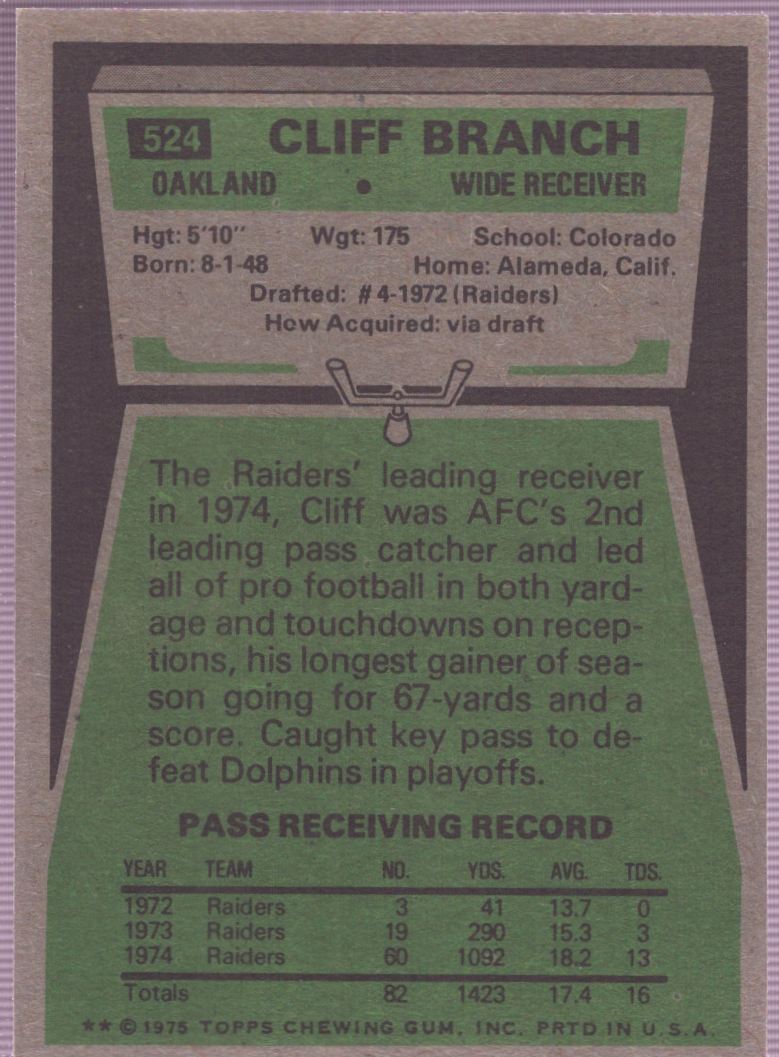 524 CLIFF BRANCH
OAKLAND • WIDE RECEIVER
Hgt: 5'10" Wgt: 175 School: Colorado
Born: 8-1-48 Home: Alameda, Calif.
Drafted: #4-1972 (Raiders)
How Acquired: via draft
The Raiders' leading receiver
in 1974, Cliff was AFC's 2nd
leading pass catcher and led
all of pro football in both yard-
age and touchdowns on recep-
tions, his longest gainer of sea-
son going for 67-yards and a
score. Caught key pass to de-
feat Dolphins in playoffs.
PASS RECEIVING RECORD
YEAR TEAM NO. YDS. AVG. TDS.
1972 Raiders 3 41 13.7 0
1973 Raiders 19 290 15.3 3
1974 Raiders 60 1092 18.2 13
Totals 82 1423 17.4 16
** © 1975 TOPPS CHEWING GUM, INC. PRTD IN U.S.A.